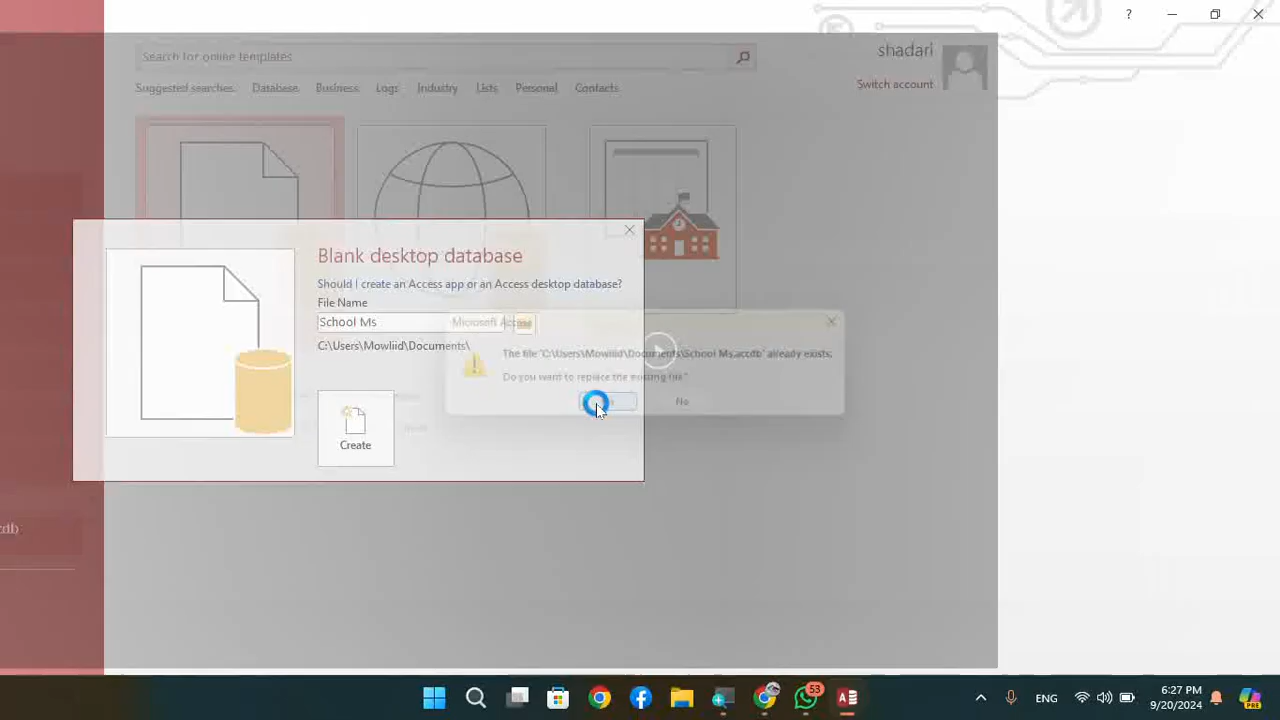 ?
Search for online templates
shadari
Switch account
Suggested searches: Database Business Logs Industry Lists Personal Contacts
Blank desktop database
Should I create an Access app or an Access desktop database?
File Name
School Ms
C:\Users\Mowliid\Documents\
Create
Microsoft Access
The file 'C:\Users\Mowliid\Documents\School Ms.accdb' already exists.
Do you want to replace the existing file?
No
53
ENG
6:27 PM
9/20/2024
PRE